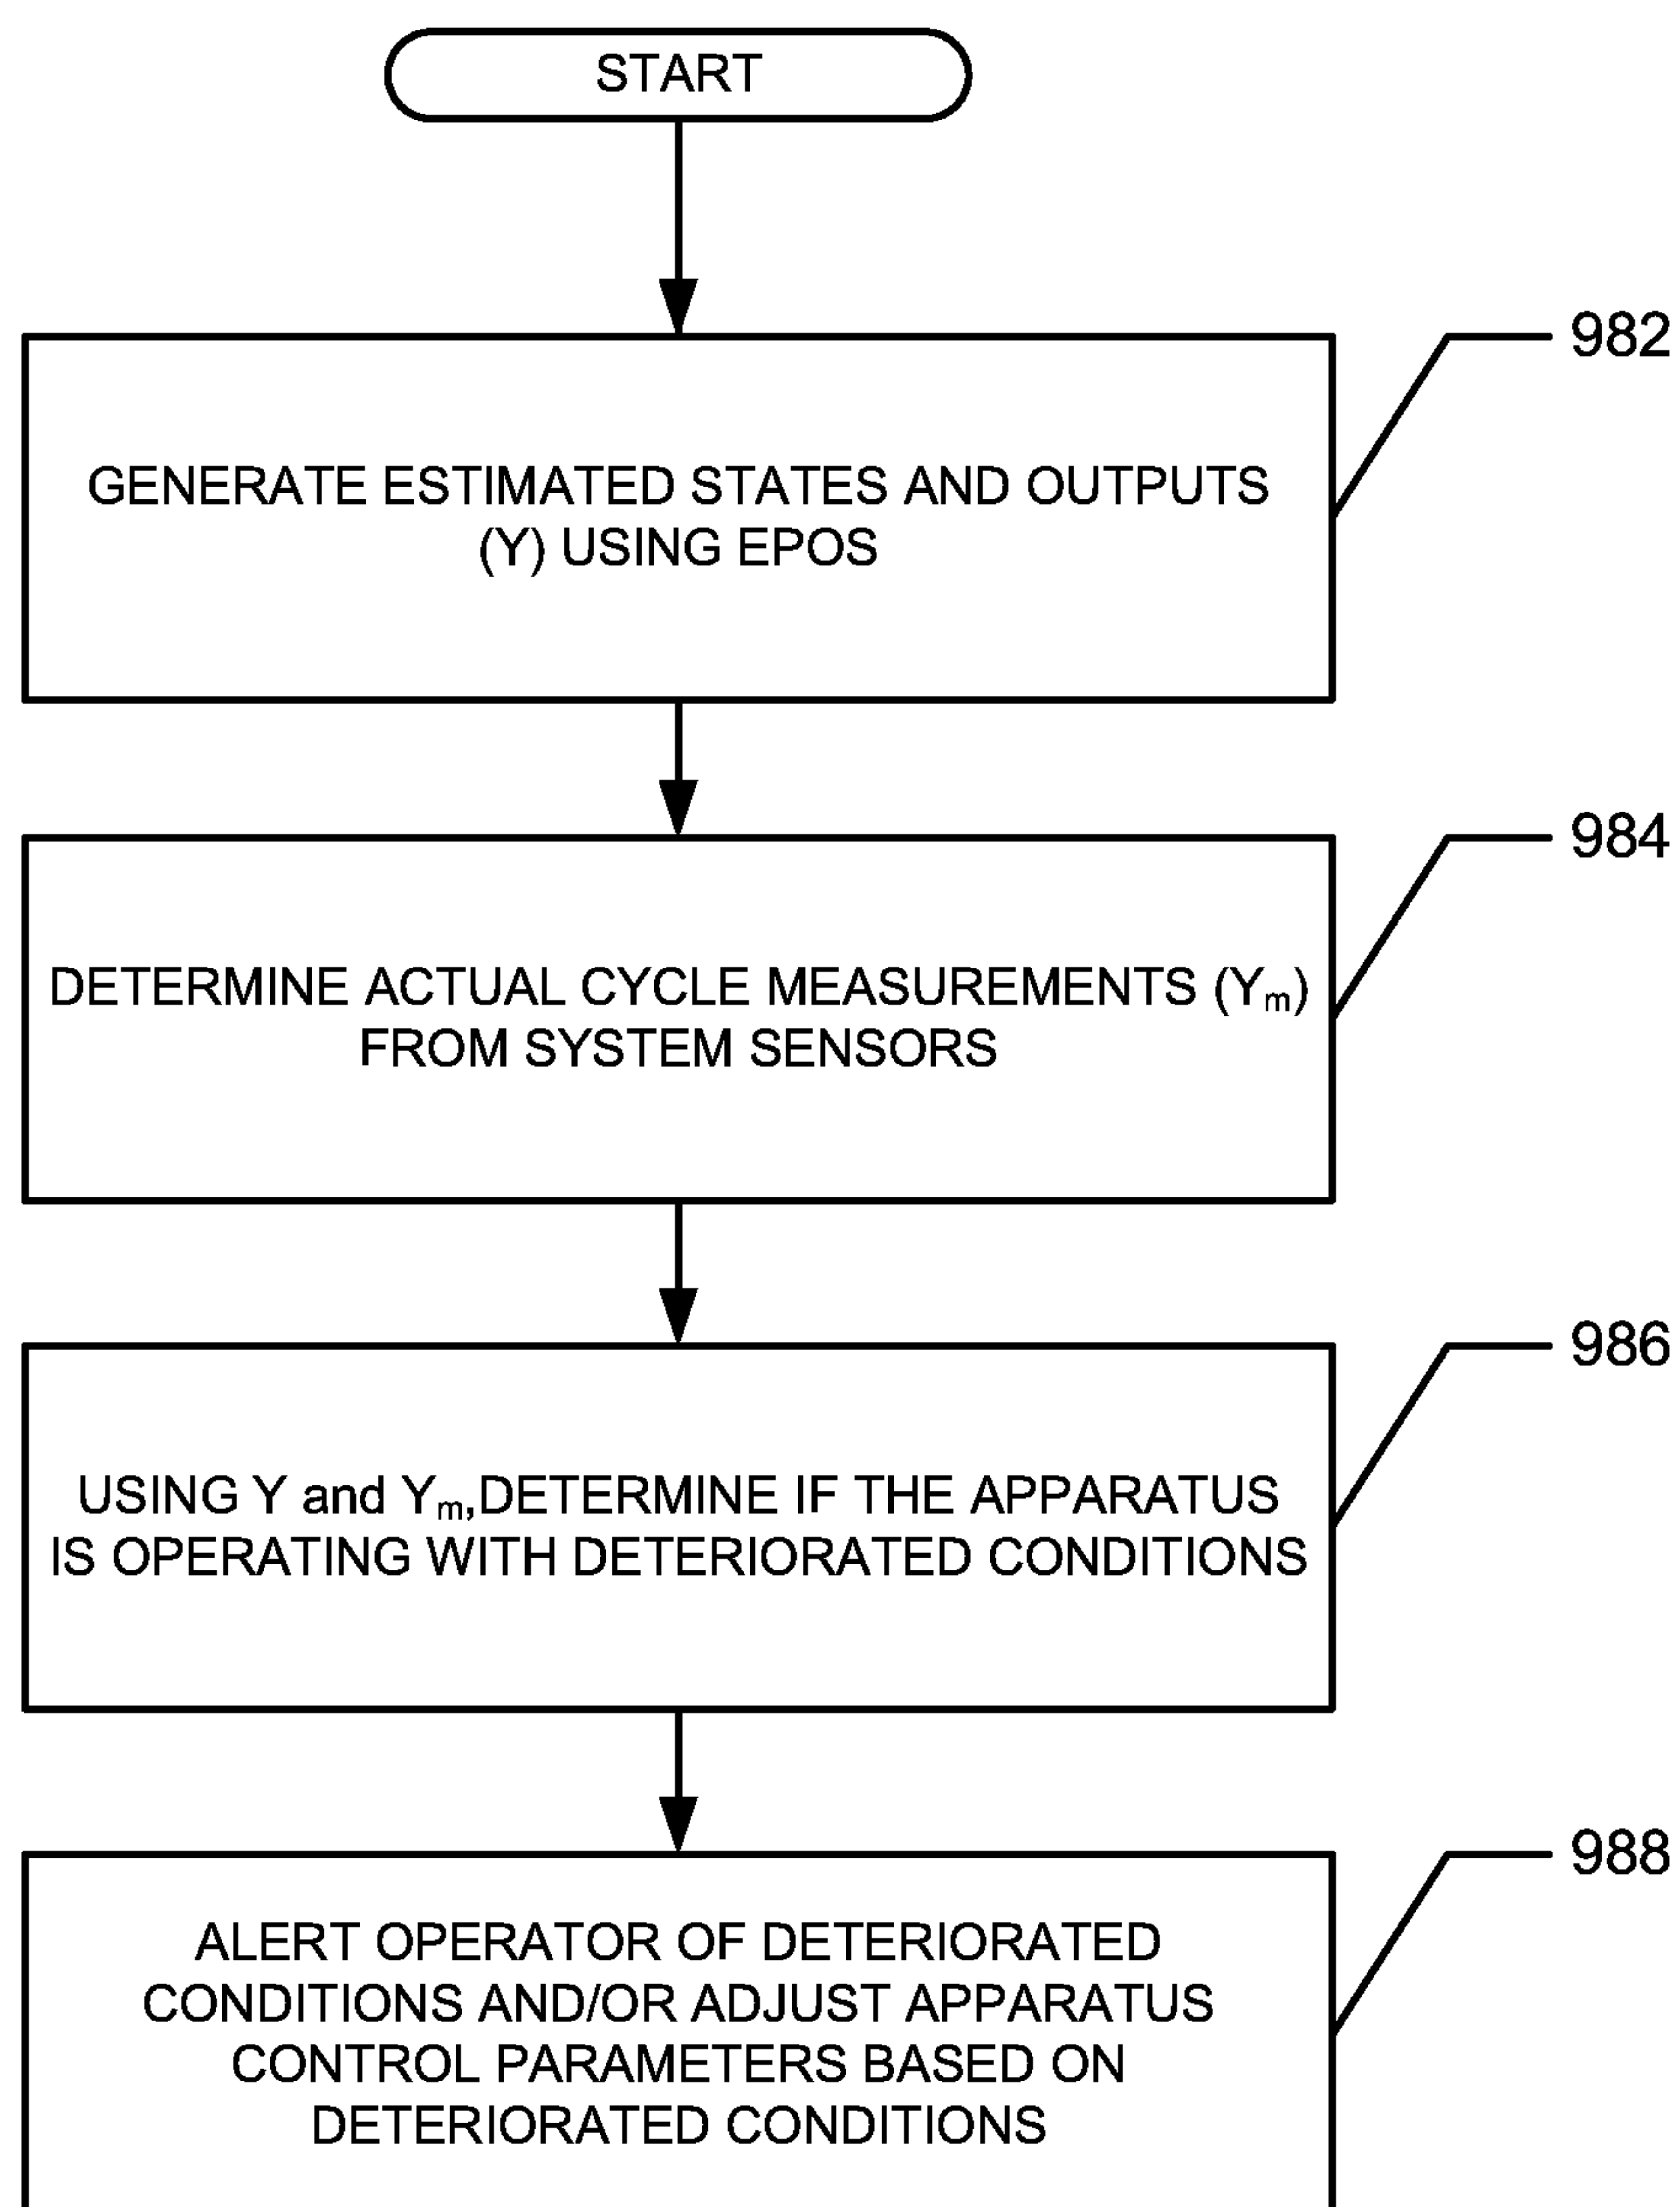 START
982
GENERATE ESTIMATED STATES AND OUTPUTS
(Y) USING EPOS
984
DETERMINE ACTUAL CYCLE MEASUREMENTS (Yₘ)
FROM SYSTEM SENSORS
986
USING Y and Yₘ,DETERMINE IF THE APPARATUS
IS OPERATING WITH DETERIORATED CONDITIONS
988
ALERT OPERATOR OF DETERIORATED
CONDITIONS AND/OR ADJUST APPARATUS
CONTROL PARAMETERS BASED ON
DETERIORATED CONDITIONS